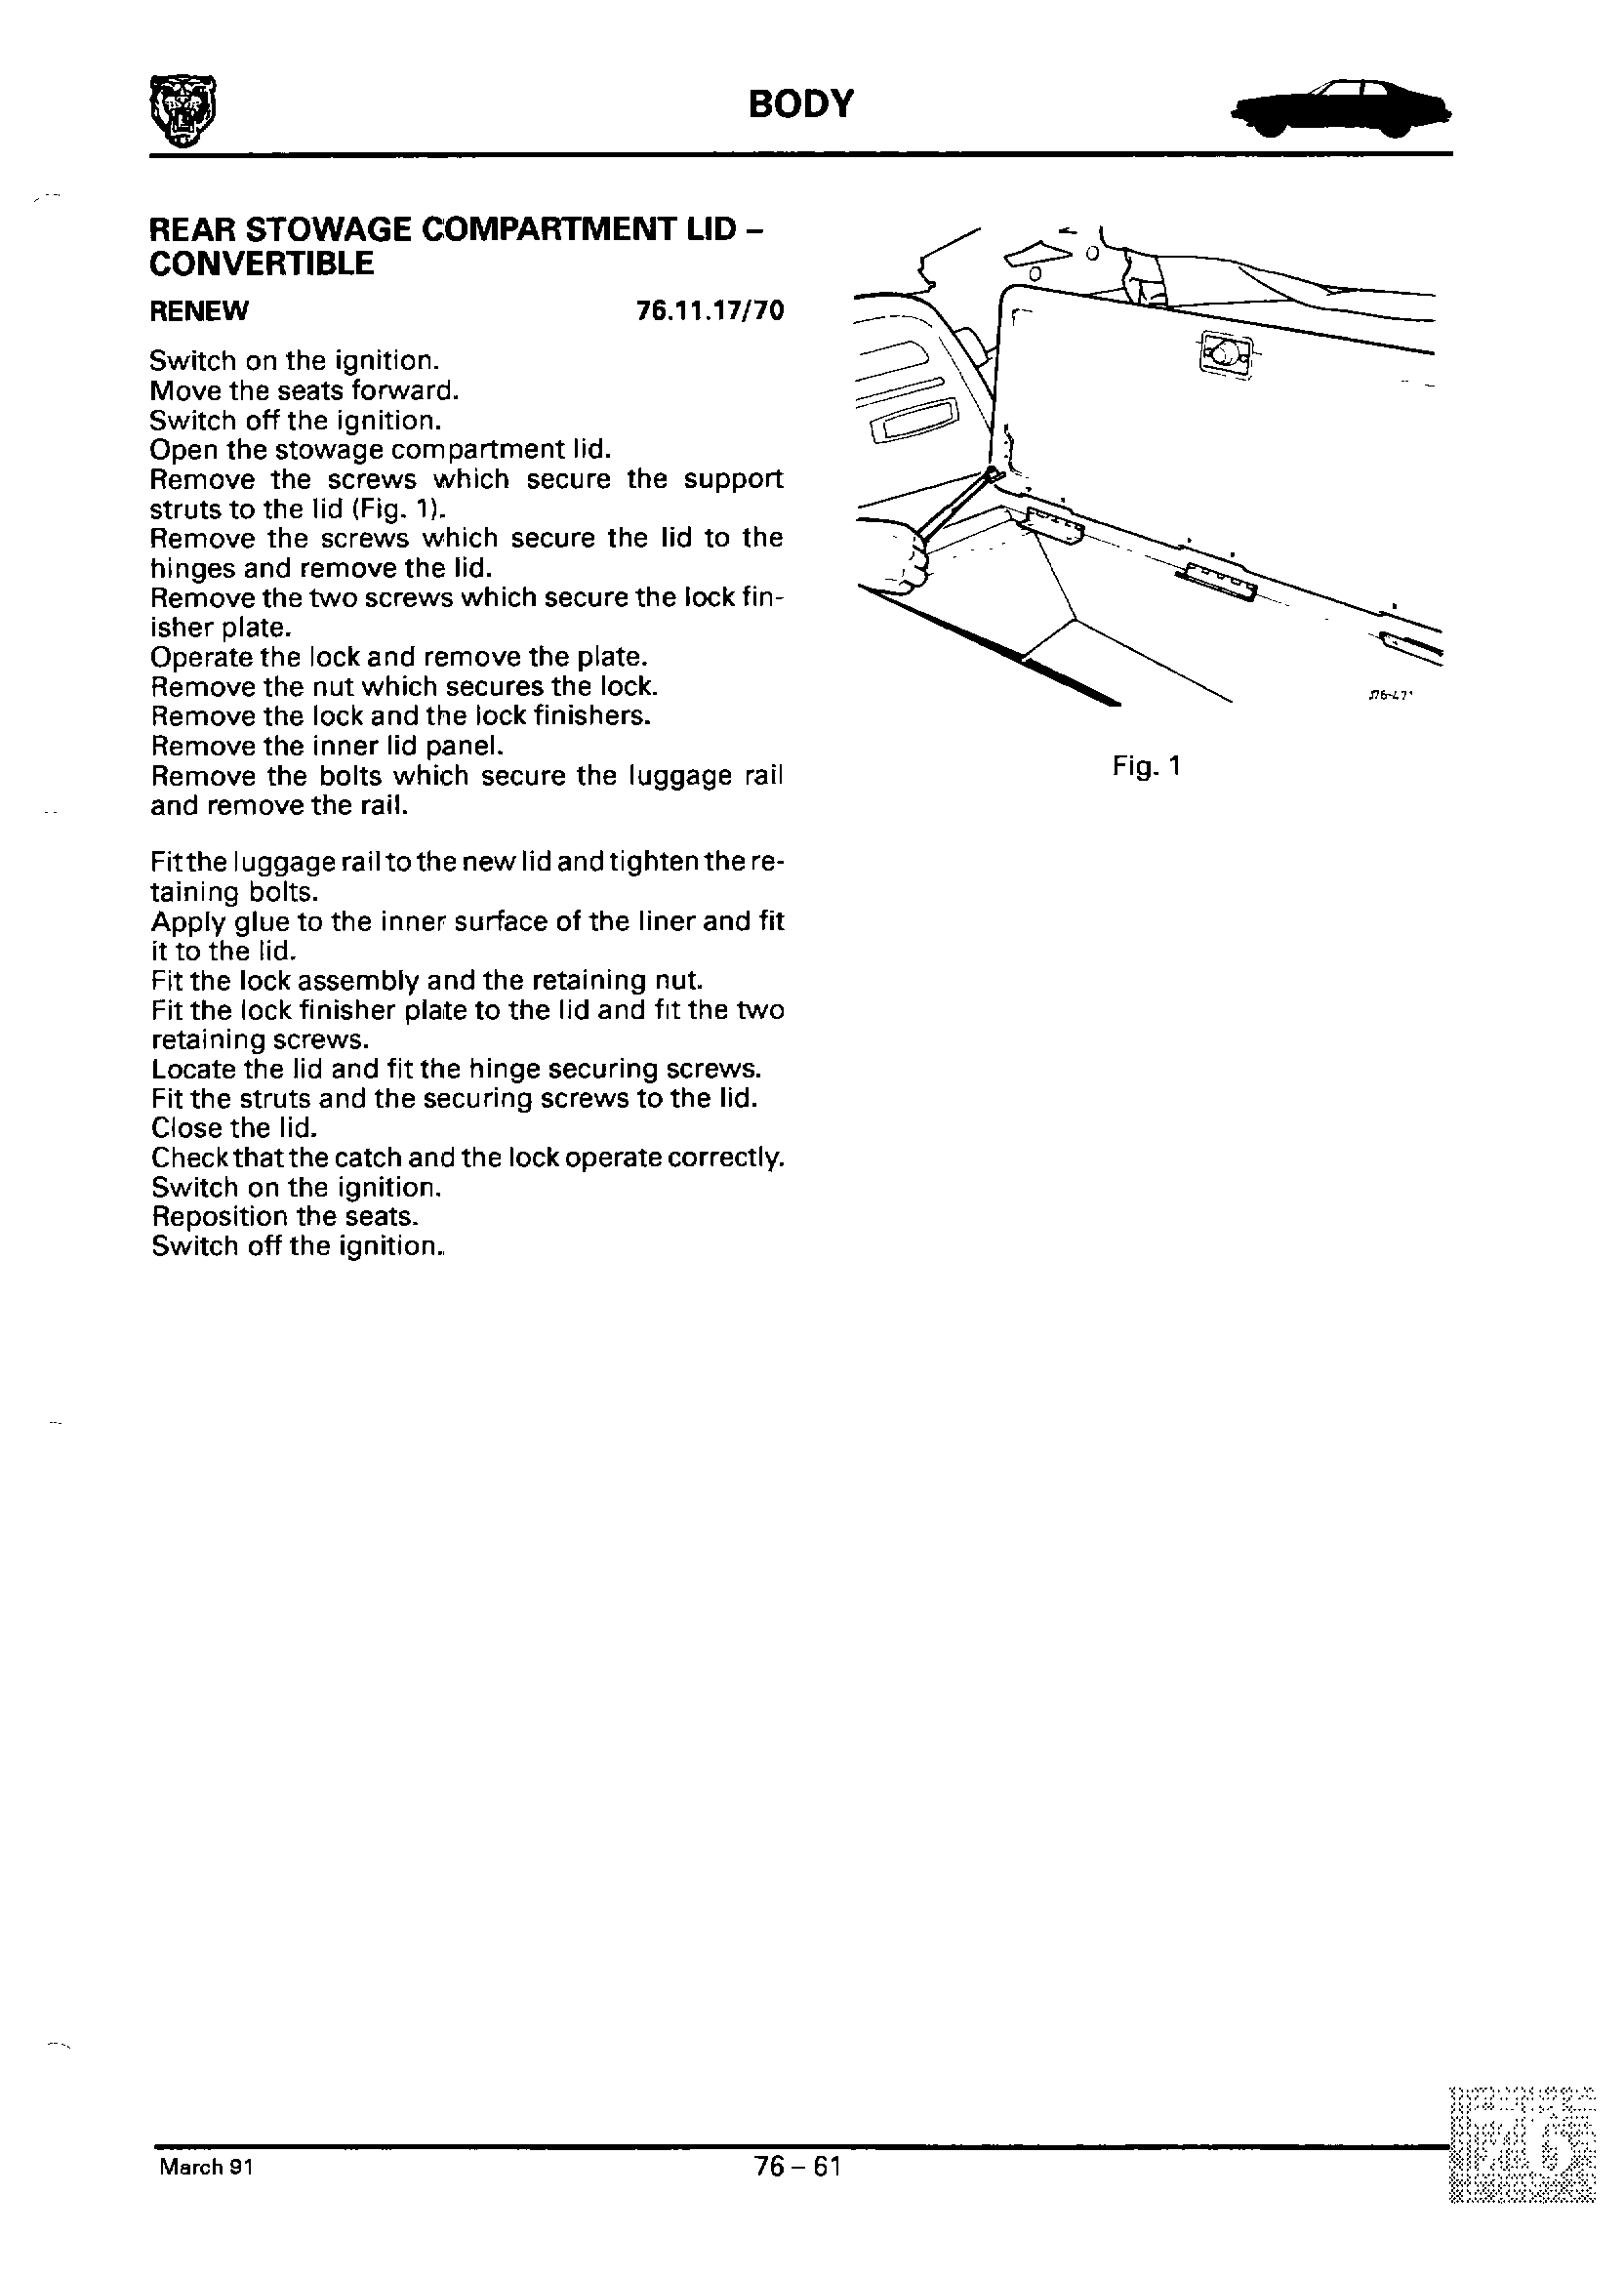 BODY
REAR STOWAGE COMPARTMENT LID –
CONVERTIBLE
RENEW 76.11.17/70
Switch on the ignition.
Move the seats forward.
Switch off the ignition.
Open the stowage compartment lid.
Remove the screws which secure the support
struts to the lid (Fig. 1).
Remove the screws which secure the lid to the
hinges and remove the lid.
Remove the two screws which secure the lock fin-
isher plate.
Operate the lock and remove the plate.
Remove the nut which secures the lock.
Remove the lock and the lock finishers.
Remove the inner lid panel.
Remove the bolts which secure the luggage rail
and remove the rail.
Fit the luggage rail to the new lid and tighten the re-
taining bolts.
Apply glue to the inner surface of the liner and fit
it to the lid.
Fit the lock assembly and the retaining nut.
Fit the lock finisher plate to the lid and fit the two
retaining screws.
Locate the lid and fit the hinge securing screws.
Fit the struts and the securing screws to the lid.
Close the lid.
Check that the catch and the lock operate correctly.
Switch on the ignition.
Reposition the seats.
Switch off the ignition.
Fig. 1
March 91
76 – 61
76